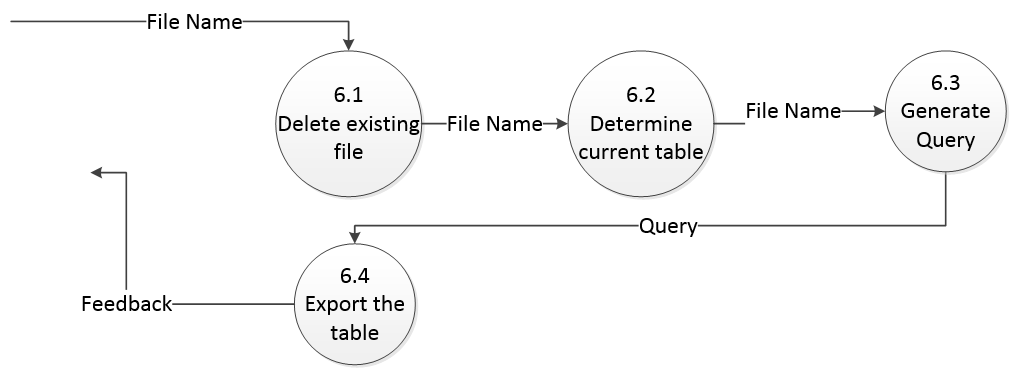 File Name
6.1
Delete existing
file
File Name
6.2
Determine
current table
File Name
6.3
Generate
Query
Query
6.4
Export the
table
Feedback